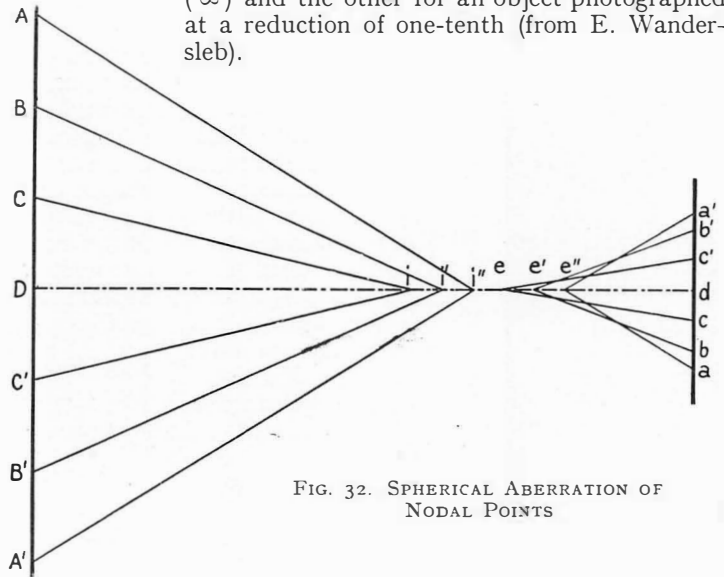 (∞) and the other for an object photographed
at a reduction of one-tenth (from E. Wander-
sleb).
A
B
C
D
C'
B'
A'
i
i'
i"
e
e'
e"
a'
b'
c'
d
c
b
a
FIG. 32. SPHERICAL ABERRATION OF
NODAL POINTS